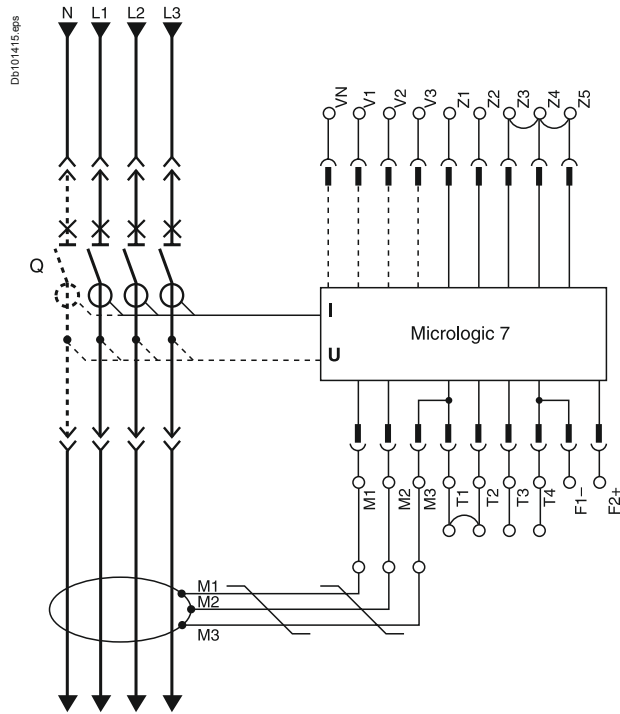 Db101415.eps
N L1 L2 L3
VN V1 V2 V3 Z1 Z2 Z3 Z4 Z5
Q
I
Micrologic 7
U
M1 M2 M3 T1 T2 T3 T4 F1– F2+
M1
M2
M3